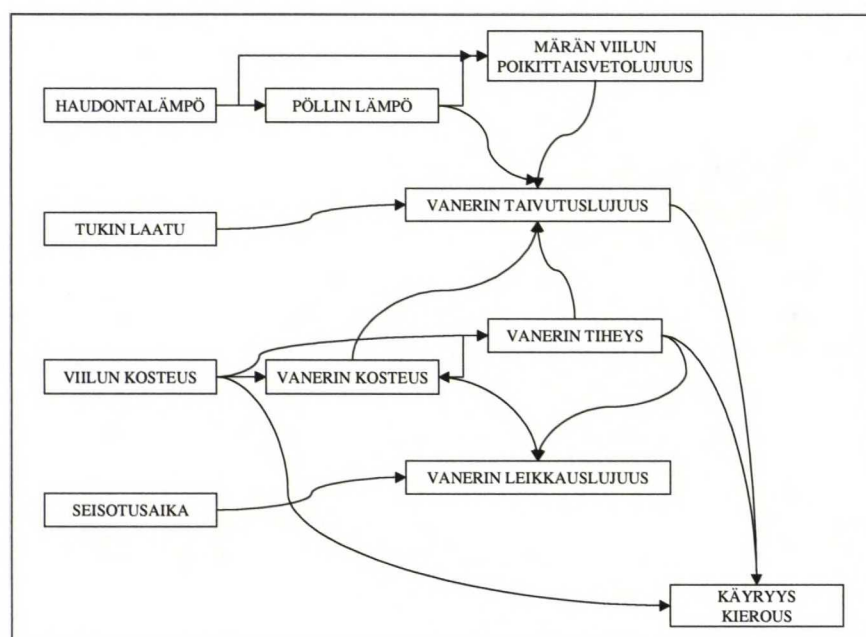 MÄRÄN VIILUN
POIKITTAISVETOLUJUUS
HAUDONTALÄMPÖ
PÖLLIN LÄMPÖ
VANERIN TAIVUTUSLUJUUS
TUKIN LAATU
VANERIN TIHEYS
VIILUN KOSTEUS
VANERIN KOSTEUS
VANERIN LEIKKAUSLUJUUS
SEISOTUSAIKA
KÄYRYYS
KIEROUS